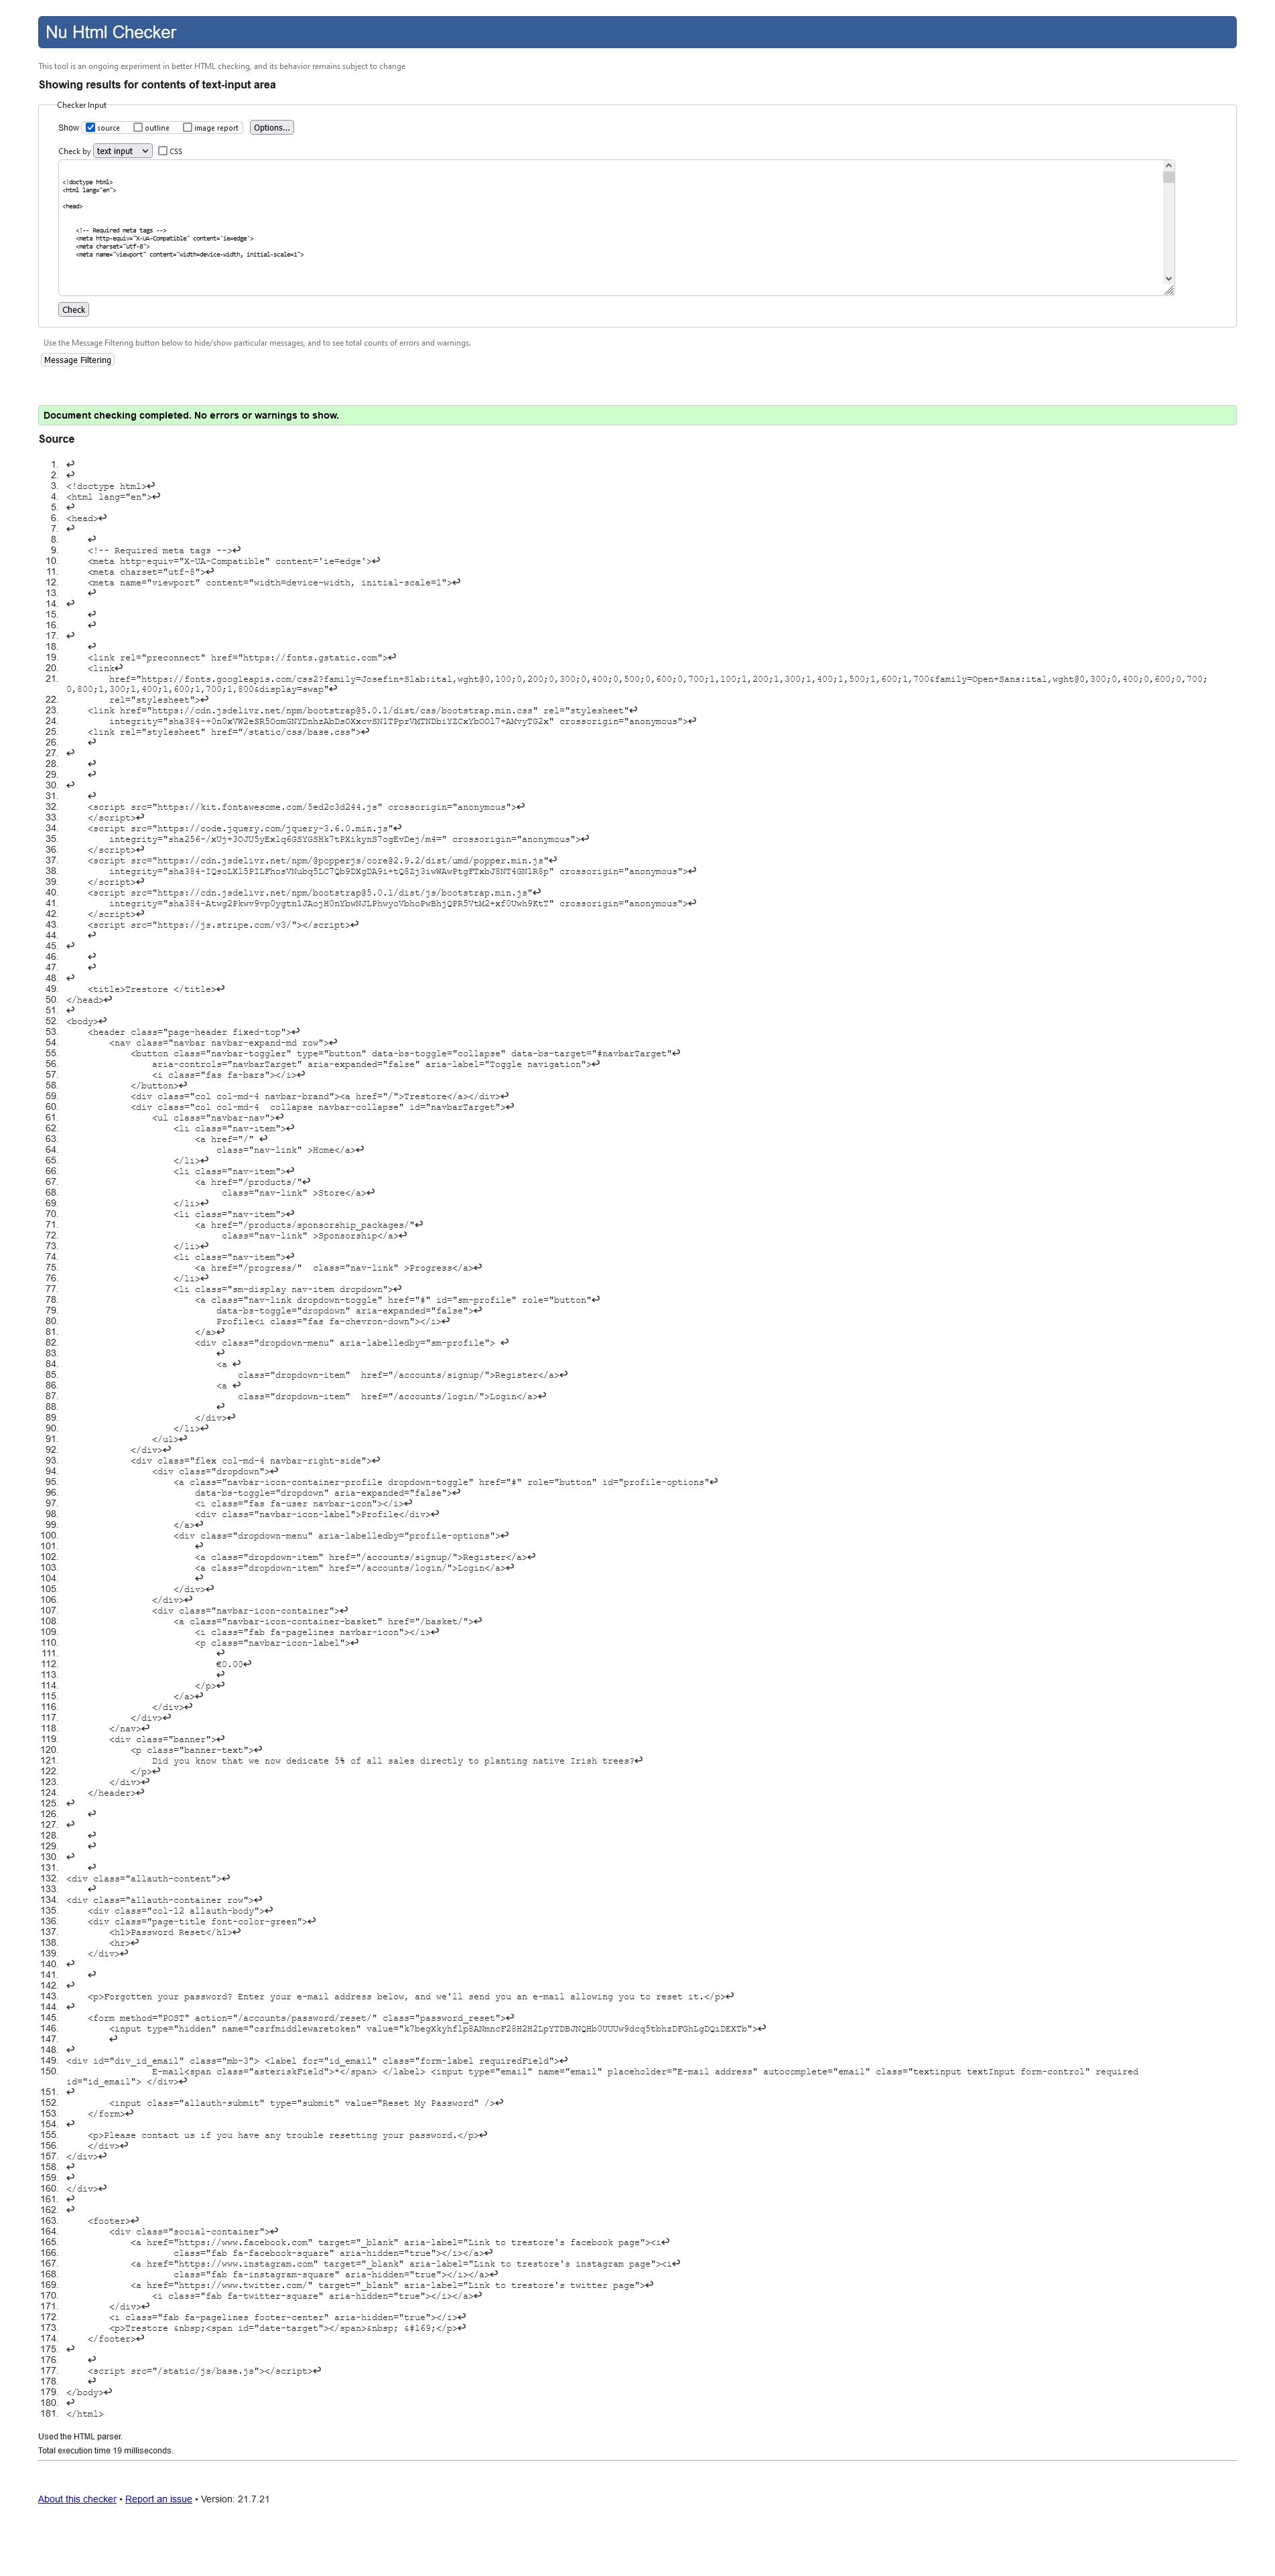 Nu Html Checker
This tool is an ongoing experiment in better HTML checking, and its behavior remains subject to change
Showing results for contents of text-input area
Checker Input
Show source outline image report Options...
Check by text input CSS
<!doctype html>
<html lang="en">
<head>
<!-- Required meta tags -->
<meta http-equiv="X-UA-Compatible" content='ie=edge'>
<meta charset="utf-8">
<meta name="viewport" content="width=device-width, initial-scale=1">
Check
Use the Message Filtering button below to hide/show particular messages, and to see total counts of errors and warnings.
Message Filtering
Document checking completed. No errors or warnings to show.
Source
1. ↩
2. ↩
3. <!doctype html>↩
4. <html lang="en">↩
5. ↩
6. <head>↩
7. ↩
8. ↩
9. <!-- Required meta tags -->↩
10. <meta http-equiv="X-UA-Compatible" content='ie=edge'>↩
11. <meta charset="utf-8">↩
12. <meta name="viewport" content="width=device-width, initial-scale=1">↩
13. ↩
14. ↩
15. ↩
16. ↩
17. ↩
18. ↩
19. <link rel="preconnect" href="https://fonts.gstatic.com">↩
20. <link↩
21. href="https://fonts.googleapis.com/css2?family=Josefin+Slab:ital,wght@0,100;0,200;0,300;0,400;0,500;0,600;0,700;1,100;1,200;1,300;1,400;1,500;1,600;1,700&family=Open+Sans:ital,wght@0,300;0,400;0,600;0,700;
0,800;1,300;1,400;1,600;1,700;1,800&display=swap"↩
22. rel="stylesheet">↩
23. <link href="https://cdn.jsdelivr.net/npm/bootstrap@5.0.1/dist/css/bootstrap.min.css" rel="stylesheet"↩
24. integrity="sha384-+0n0xVW2eSR5OomGNYDnhzAbDsOXxcvSN1TPprVMTNDbiYZCxYbOOl7+AMvyTG2x" crossorigin="anonymous">↩
25. <link rel="stylesheet" href="/static/css/base.css">↩
26. ↩
27. ↩
28. ↩
29. ↩
30. ↩
31. ↩
32. <script src="https://kit.fontawesome.com/5ed2c3d244.js" crossorigin="anonymous">↩
33. </script>↩
34. <script src="https://code.jquery.com/jquery-3.6.0.min.js"↩
35. integrity="sha256-/xUj+3OJU5yExlq6GSYGSHk7tPXikynS7ogEvDej/m4=" crossorigin="anonymous">↩
36. </script>↩
37. <script src="https://cdn.jsdelivr.net/npm/@popperjs/core@2.9.2/dist/umd/popper.min.js"↩
38. integrity="sha384-IQsoLXl5PILFhosVNubq5LC7Qb9DXgDA9i+tQ8Zj3iwWAwPtgFTxbJ8NT4GN1R8p" crossorigin="anonymous">↩
39. </script>↩
40. <script src="https://cdn.jsdelivr.net/npm/bootstrap@5.0.1/dist/js/bootstrap.min.js"↩
41. integrity="sha384-Atwg2Pkwv9vp0ygtn1JAojH0nYbwNJLPhwyoVbhoPwBhjQPR5VtM2+xf0Uwh9KtT" crossorigin="anonymous">↩
42. </script>↩
43. <script src="https://js.stripe.com/v3/"></script>↩
44. ↩
45. ↩
46. ↩
47. ↩
48. ↩
49. <title>Trestore </title>↩
50. </head>↩
51. ↩
52. <body>↩
53. <header class="page-header fixed-top">↩
54. <nav class="navbar navbar-expand-md row">↩
55. <button class="navbar-toggler" type="button" data-bs-toggle="collapse" data-bs-target="#navbarTarget"↩
56. aria-controls="navbarTarget" aria-expanded="false" aria-label="Toggle navigation">↩
57. <i class="fas fa-bars"></i>↩
58. </button>↩
59. <div class="col col-md-4 navbar-brand"><a href="/">Trestore</a></div>↩
60. <div class="col col-md-4  collapse navbar-collapse" id="navbarTarget">↩
61. <ul class="navbar-nav">↩
62. <li class="nav-item">↩
63. <a href="/" ↩
64. class="nav-link" >Home</a>↩
65. </li>↩
66. <li class="nav-item">↩
67. <a href="/products/"↩
68. class="nav-link" >Store</a>↩
69. </li>↩
70. <li class="nav-item">↩
71. <a href="/products/sponsorship_packages/"↩
72. class="nav-link" >Sponsorship</a>↩
73. </li>↩
74. <li class="nav-item">↩
75. <a href="/progress/"  class="nav-link" >Progress</a>↩
76. </li>↩
77. <li class="sm-display nav-item dropdown">↩
78. <a class="nav-link dropdown-toggle" href="#" id="sm-profile" role="button"↩
79. data-bs-toggle="dropdown" aria-expanded="false">↩
80. Profile<i class="fas fa-chevron-down"></i>↩
81. </a>↩
82. <div class="dropdown-menu" aria-labelledby="sm-profile"> ↩
83. ↩
84. <a ↩
85. class="dropdown-item"  href="/accounts/signup/">Register</a>↩
86. <a ↩
87. class="dropdown-item"  href="/accounts/login/">Login</a>↩
88. ↩
89. </div>↩
90. </li>↩
91. </ul>↩
92. </div>↩
93. <div class="flex col-md-4 navbar-right-side">↩
94. <div class="dropdown">↩
95. <a class="navbar-icon-container-profile dropdown-toggle" href="#" role="button" id="profile-options"↩
96. data-bs-toggle="dropdown" aria-expanded="false">↩
97. <i class="fas fa-user navbar-icon"></i>↩
98. <div class="navbar-icon-label">Profile</div>↩
99. </a>↩
100. <div class="dropdown-menu" aria-labelledby="profile-options">↩
101. ↩
102. <a class="dropdown-item" href="/accounts/signup/">Register</a>↩
103. <a class="dropdown-item" href="/accounts/login/">Login</a>↩
104. ↩
105. </div>↩
106. </div>↩
107. <div class="navbar-icon-container">↩
108. <a class="navbar-icon-container-basket" href="/basket/">↩
109. <i class="fab fa-pagelines navbar-icon"></i>↩
110. <p class="navbar-icon-label">↩
111. ↩
112. €0.00↩
113. ↩
114. </p>↩
115. </a>↩
116. </div>↩
117. </div>↩
118. </nav>↩
119. <div class="banner">↩
120. <p class="banner-text">↩
121. Did you know that we now dedicate 5% of all sales directly to planting native Irish trees?↩
122. </p>↩
123. </div>↩
124. </header>↩
125. ↩
126. ↩
127. ↩
128. ↩
129. ↩
130. ↩
131. ↩
132. <div class="allauth-content">↩
133. ↩
134. <div class="allauth-container row">↩
135. <div class="col-12 allauth-body">↩
136. <div class="page-title font-color-green">↩
137. <h1>Password Reset</h1>↩
138. <hr>↩
139. </div>↩
140. ↩
141. ↩
142. ↩
143. <p>Forgotten your password? Enter your e-mail address below, and we'll send you an e-mail allowing you to reset it.</p>↩
144. ↩
145. <form method="POST" action="/accounts/password/reset/" class="password_reset">↩
146. <input type="hidden" name="csrfmiddlewaretoken" value="k7begXkyhflp8ANmnoF28H2H2LpYTDBJNQHb0UUUw9dcq5tbhzDFGhLgDQiDEXTb">↩
147. ↩
148. ↩
149. <div id="div_id_email" class="mb-3"> <label for="id_email" class="form-label requiredField">↩
150. E-mail<span class="asteriskField">*</span> </label> <input type="email" name="email" placeholder="E-mail address" autocomplete="email" class="textinput textInput form-control" required
id="id_email"> </div>↩
151. ↩
152. <input class="allauth-submit" type="submit" value="Reset My Password" />↩
153. </form>↩
154. ↩
155. <p>Please contact us if you have any trouble resetting your password.</p>↩
156. </div>↩
157. </div>↩
158. ↩
159. ↩
160. </div>↩
161. ↩
162. ↩
163. <footer>↩
164. <div class="social-container">↩
165. <a href="https://www.facebook.com" target="_blank" aria-label="Link to trestore's facebook page"><i↩
166. class="fab fa-facebook-square" aria-hidden="true"></i></a>↩
167. <a href="https://www.instagram.com" target="_blank" aria-label="Link to trestore's instagram page"><i↩
168. class="fab fa-instagram-square" aria-hidden="true"></i></a>↩
169. <a href="https://www.twitter.com/" target="_blank" aria-label="Link to trestore's twitter page">↩
170. <i class="fab fa-twitter-square" aria-hidden="true"></i></a>↩
171. </div>↩
172. <i class="fab fa-pagelines footer-center" aria-hidden="true"></i>↩
173. <p>Trestore &nbsp;<span id="date-target"></span>&nbsp; &#169;</p>↩
174. </footer>↩
175. ↩
176. ↩
177. <script src="/static/js/base.js"></script>↩
178. ↩
179. </body>↩
180. ↩
181. </html>
Used the HTML parser.
Total execution time 19 milliseconds.
About this checker • Report an issue • Version: 21.7.21